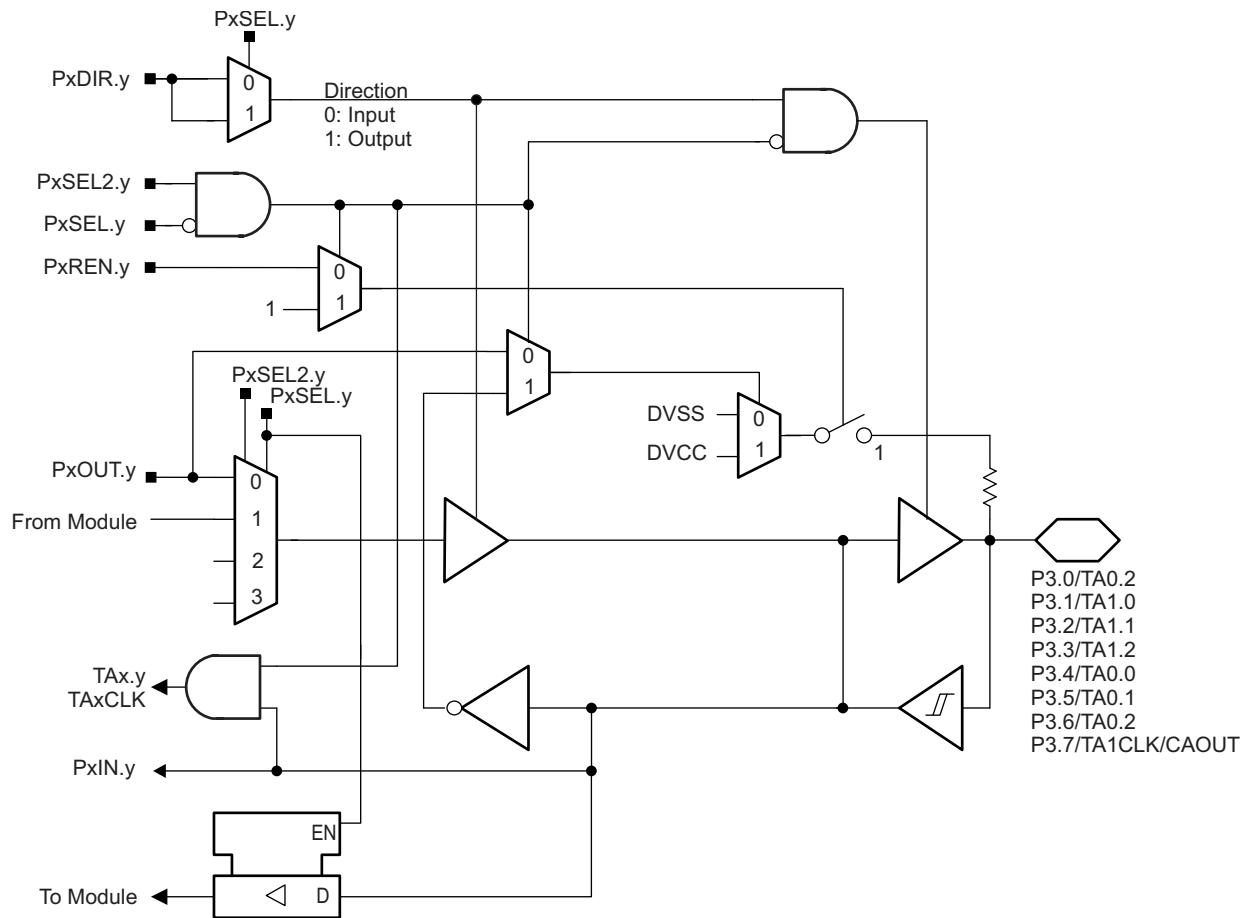 PxSEL.y
PxDIR.y
0
1
Direction
0: Input
1: Output
PxSEL2.y
PxSEL.y
PxREN.y
0
1
1
0
1
PxSEL2.y
PxSEL.y
DVSS
0
DVCC
1
1
PxOUT.y
0
From Module
1
2
3
P3.0/TA0.2
P3.1/TA1.0
P3.2/TA1.1
P3.3/TA1.2
P3.4/TA0.0
P3.5/TA0.1
P3.6/TA0.2
P3.7/TA1CLK/CAOUT
TAx.y
TAxCLK
PxIN.y
EN
To Module
D